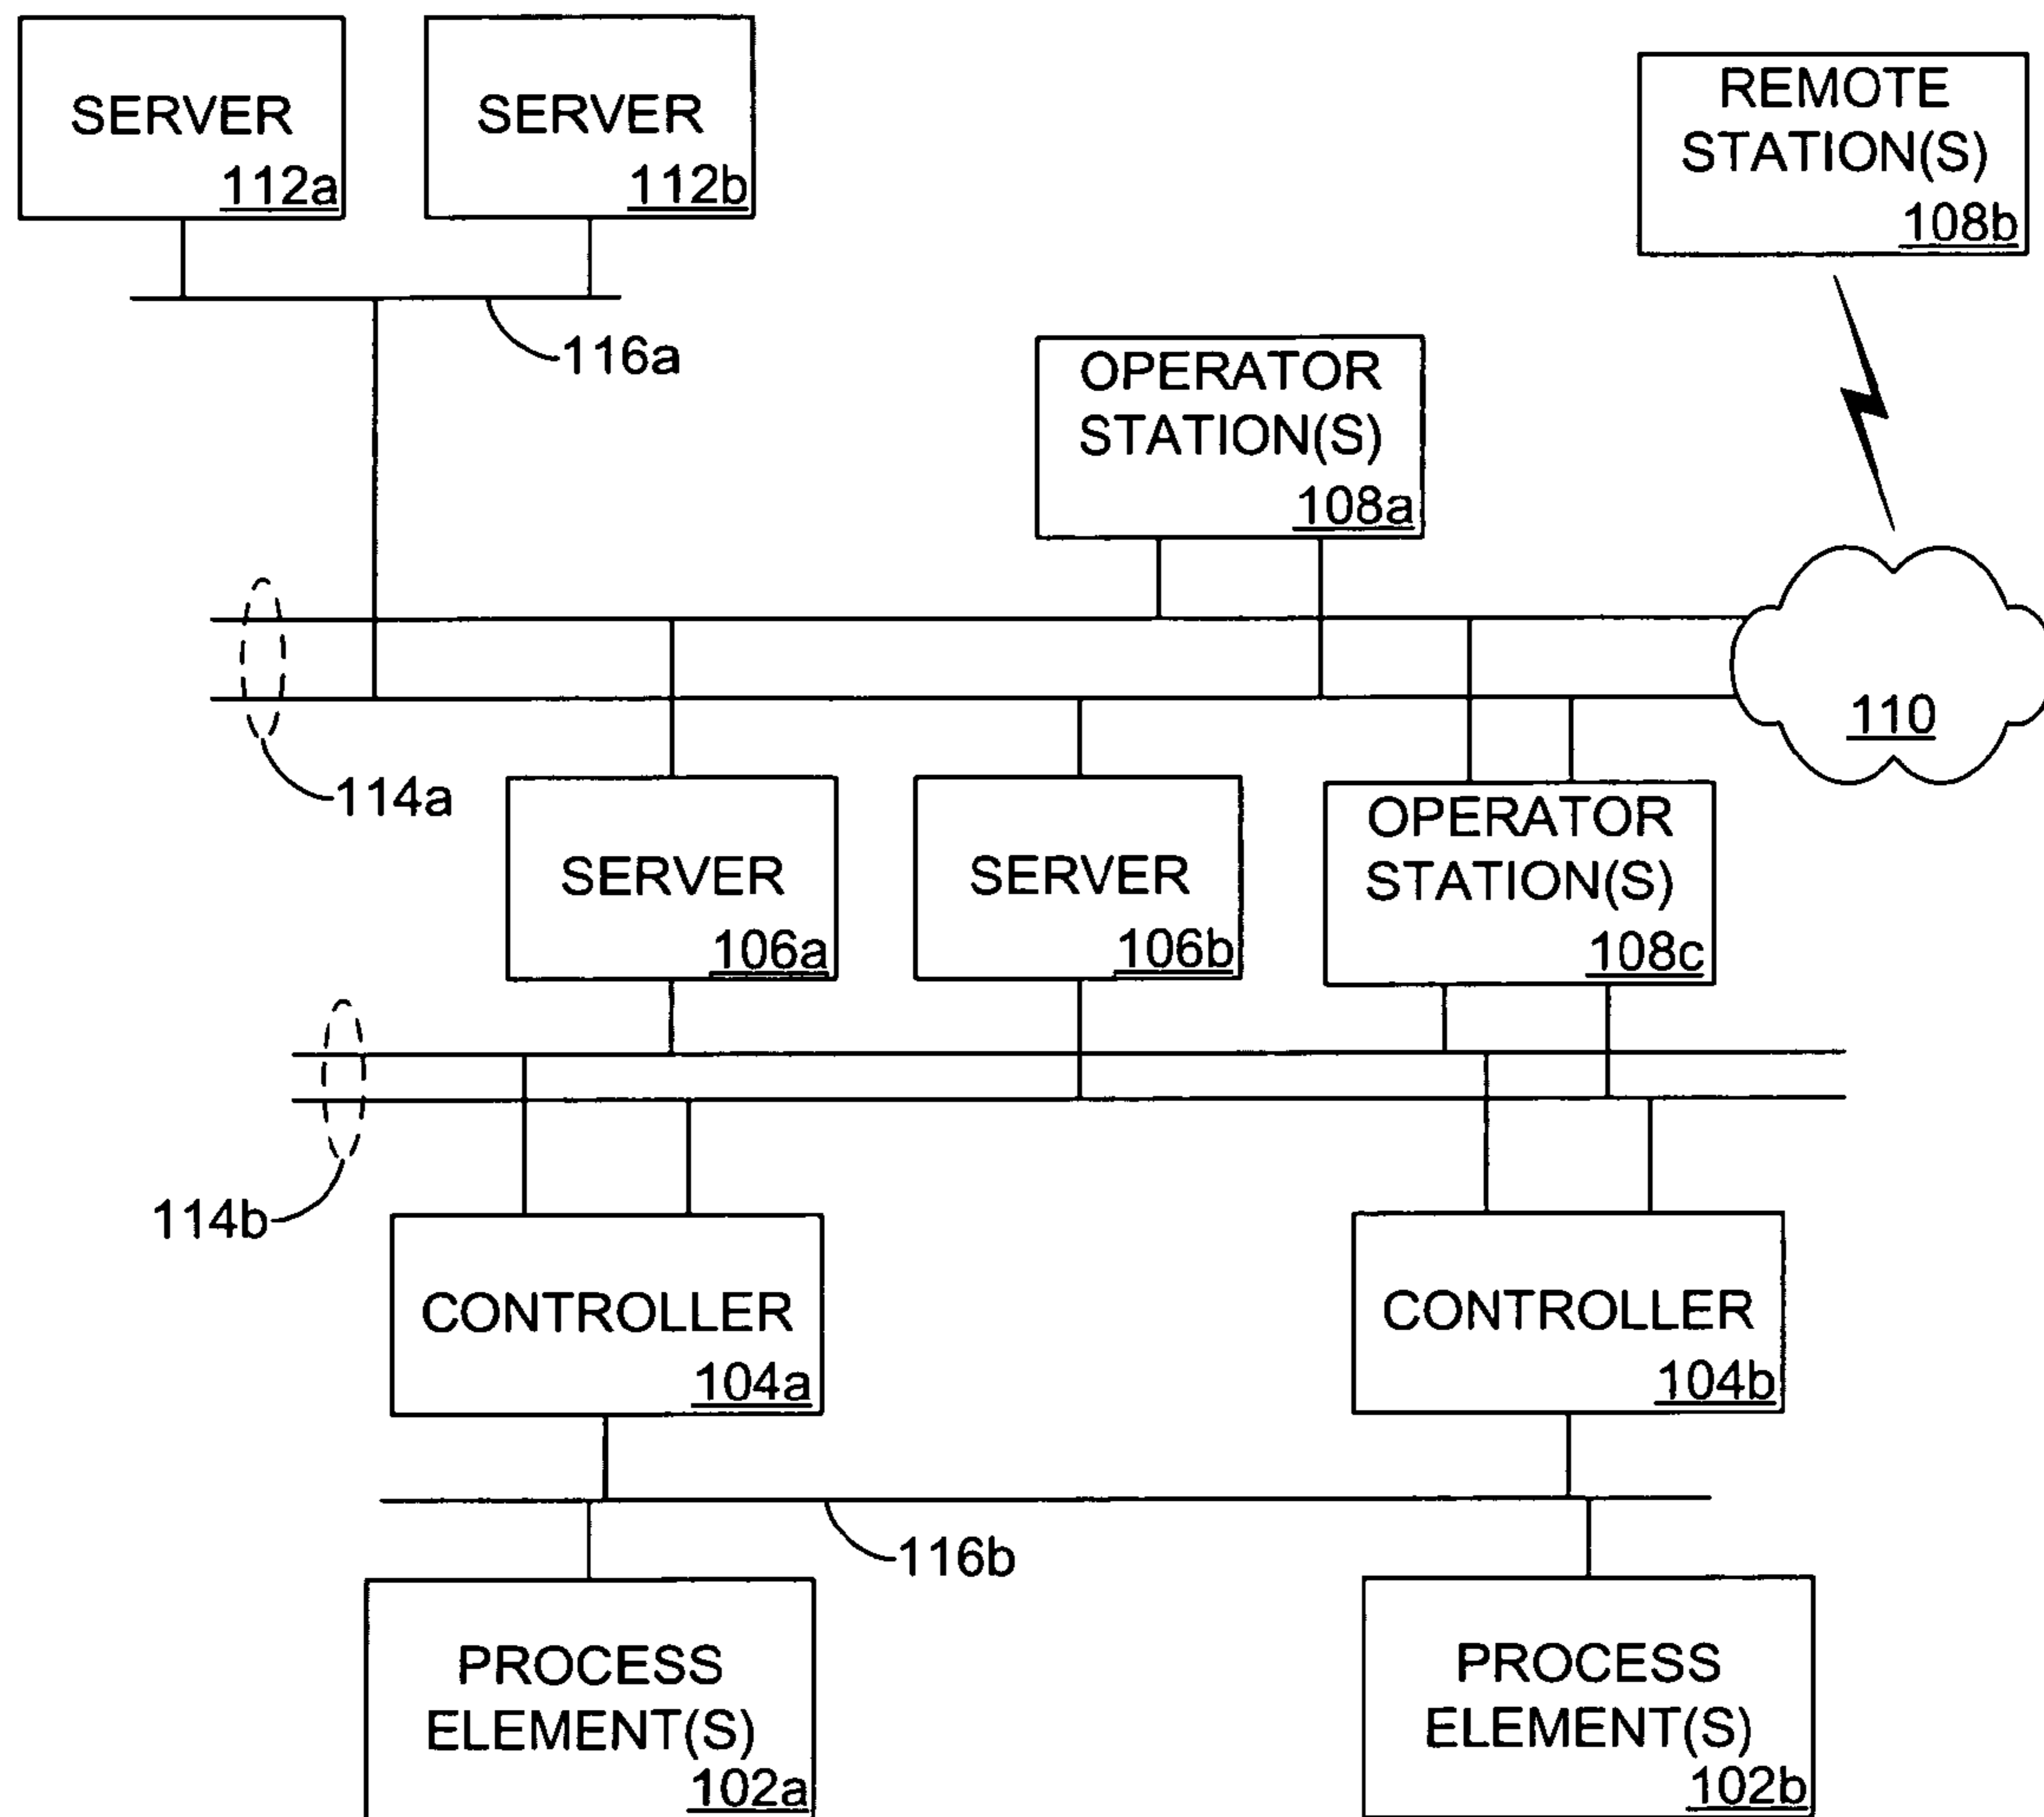 SERVER
112a
SERVER
112b
REMOTE
STATION(S)
108b
116a
OPERATOR
STATION(S)
108a
110
114a
SERVER
106a
SERVER
106b
OPERATOR
STATION(S)
108c
114b
CONTROLLER
104a
CONTROLLER
104b
116b
PROCESS
ELEMENT(S)
102a
PROCESS
ELEMENT(S)
102b